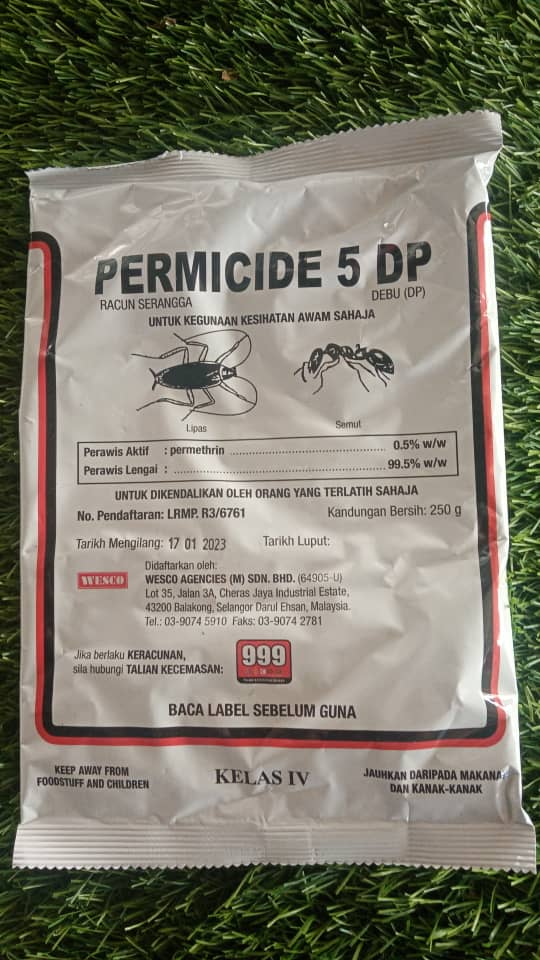 PERMICIDE 5 DP
RACUN SERANGGA
DEBU (DP)
UNTUK KEGUNAAN KESIHATAN AWAM SAHAJA
Lipas
Semut
Perawis Aktif : permethrin ........................................ 0.5% w/w
Perawis Lengai : ..................................................... 99.5% w/w
UNTUK DIKENDALIKAN OLEH ORANG YANG TERLATIH SAHAJA
No. Pendaftaran: LRMP. R3/6761 Kandungan Bersih: 250 g
Tarikh Mengilang: 17 01 2023 Tarikh Luput:
Didaftarkan oleh:
WESCO
WESCO AGENCIES (M) SDN. BHD. (64905-U)
Lot 35, Jalan 3A, Cheras Jaya Industrial Estate,
43200 Balakong, Selangor Darul Ehsan, Malaysia.
Tel.: 03-9074 5910 Faks: 03-9074 2781
Jika berlaku KERACUNAN,
sila hubungi TALIAN KECEMASAN:
999
BACA LABEL SEBELUM GUNA
KEEP AWAY FROM
FOODSTUFF AND CHILDREN
KELAS IV
JAUHKAN DARIPADA MAKANA
DAN KANAK-KANAK